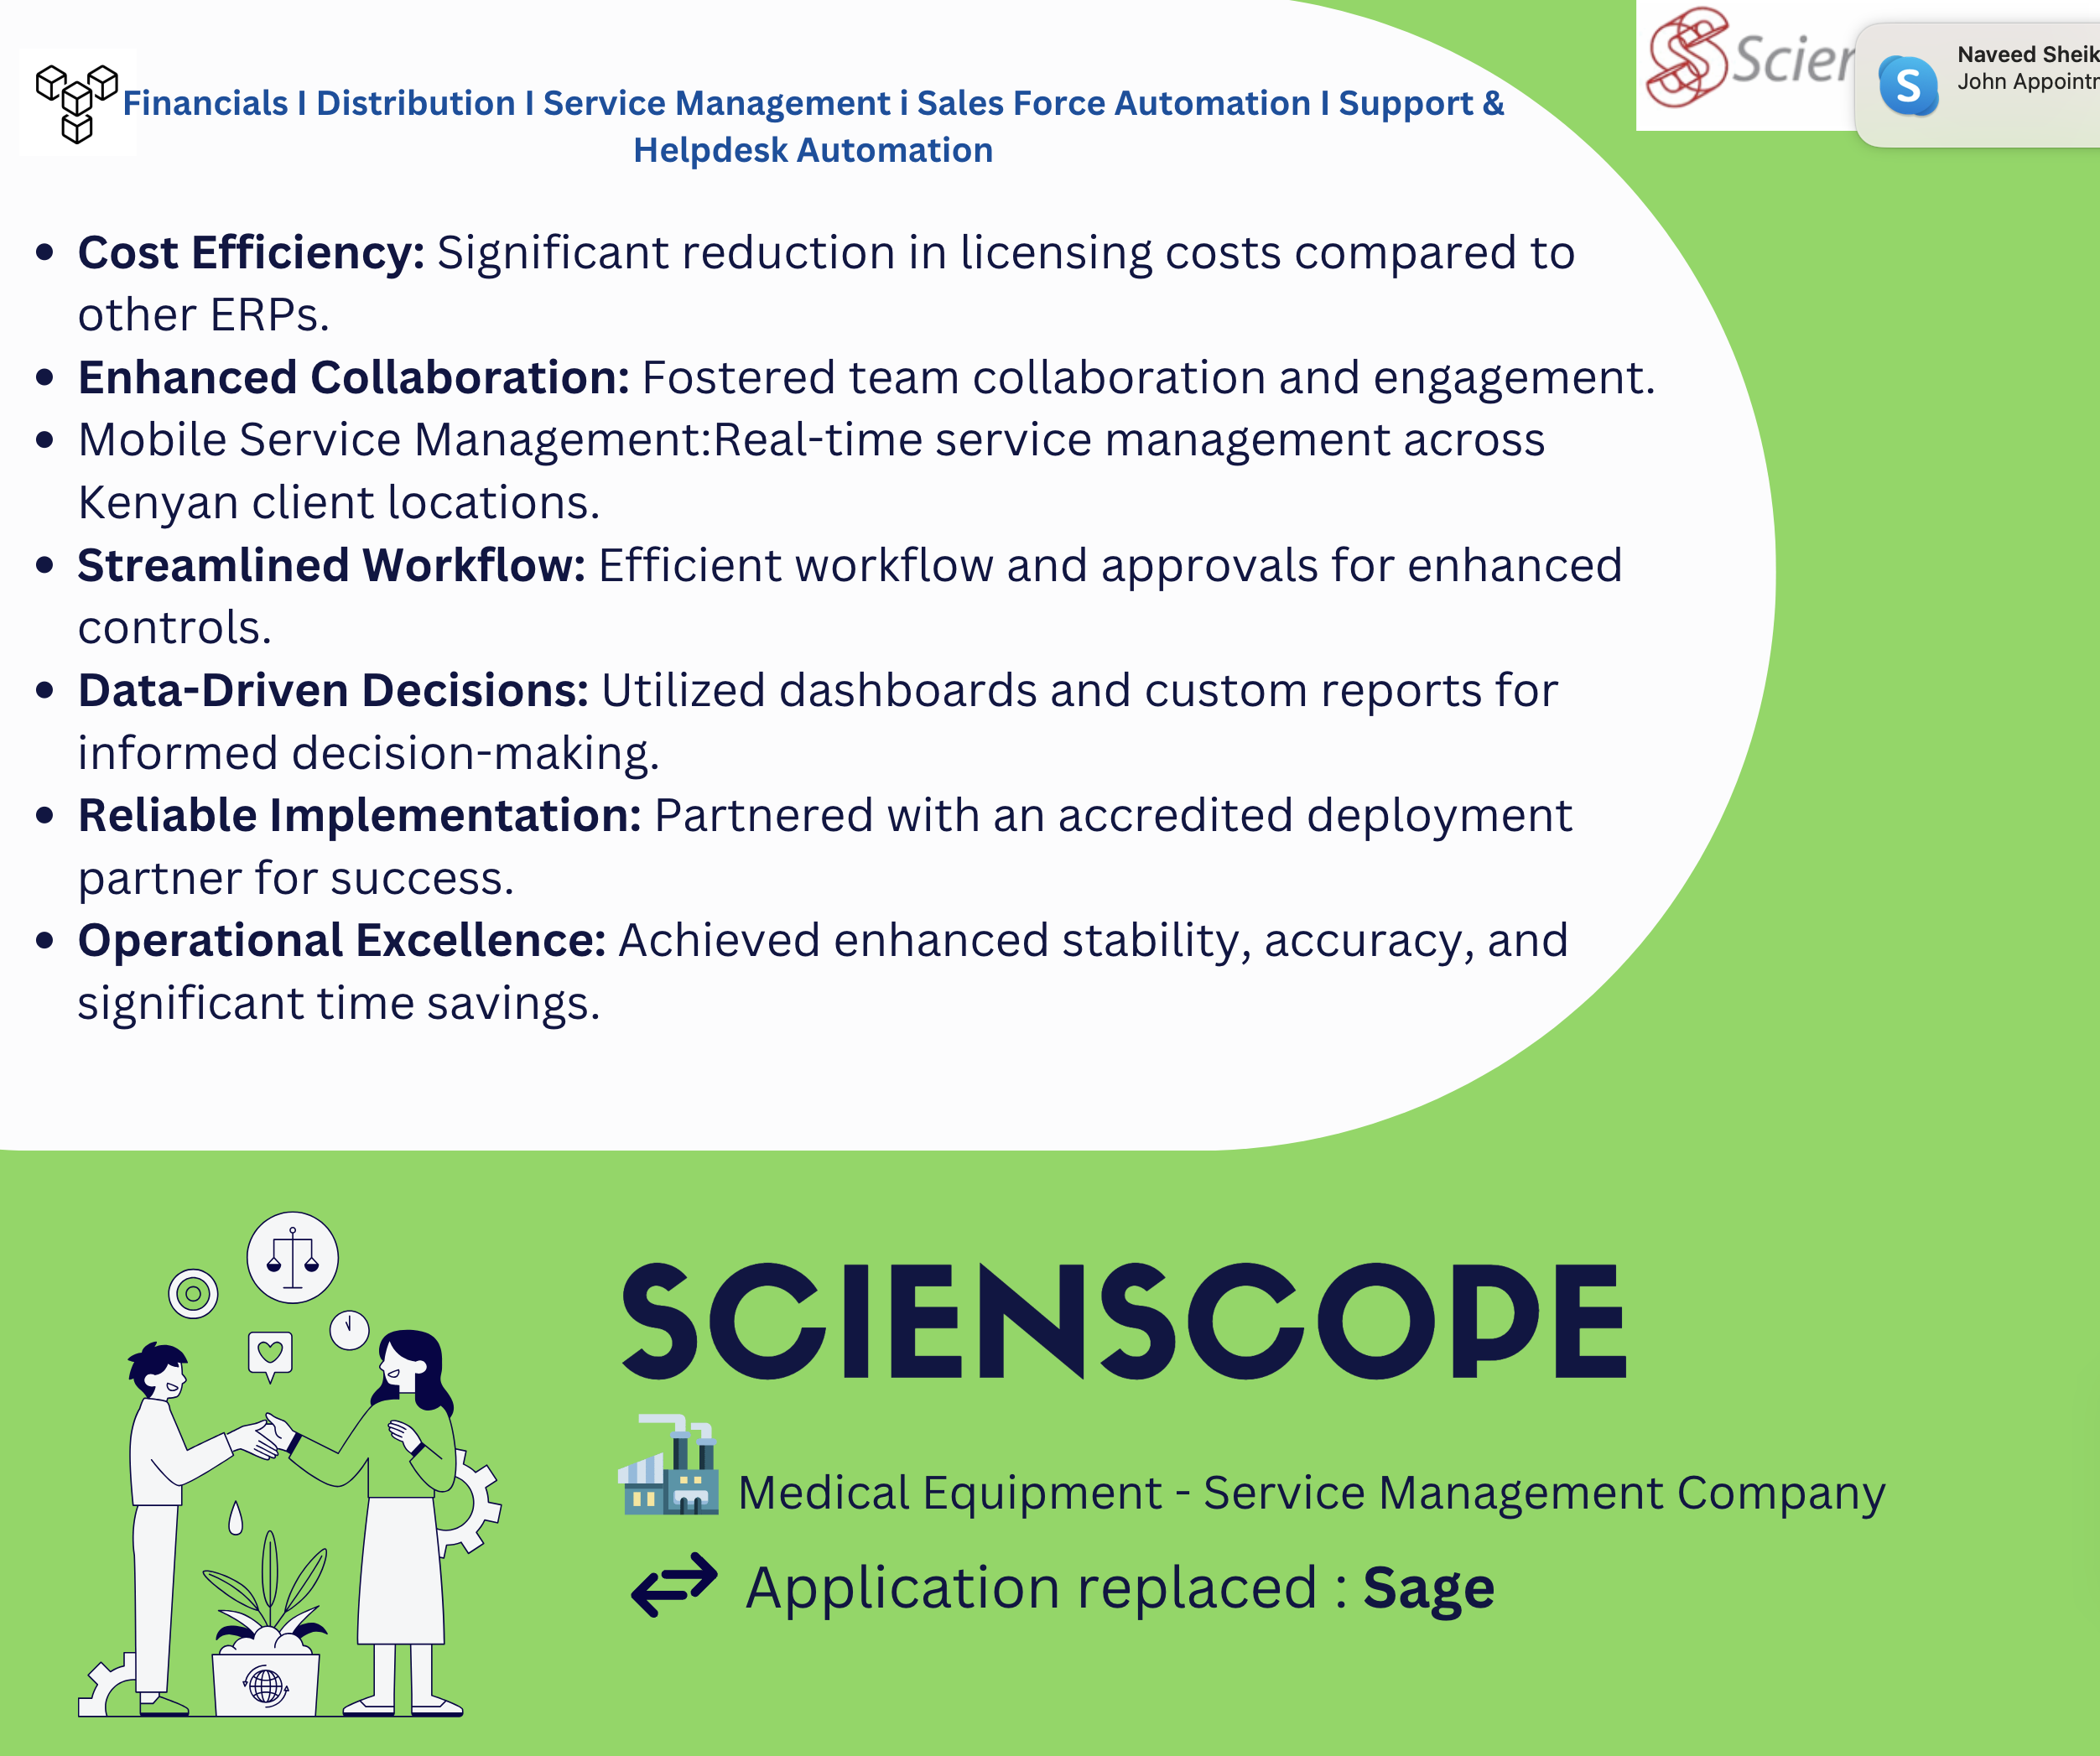 Financials I Distribution I Service Management i Sales Force Automation I Support &
Helpdesk Automation
Scien
S
Naveed Sheik
John Appointm
• Cost Efficiency: Significant reduction in licensing costs compared to
other ERPs.
• Enhanced Collaboration: Fostered team collaboration and engagement.
• Mobile Service Management:Real-time service management across
Kenyan client locations.
• Streamlined Workflow: Efficient workflow and approvals for enhanced
controls.
• Data-Driven Decisions: Utilized dashboards and custom reports for
informed decision-making.
• Reliable Implementation: Partnered with an accredited deployment
partner for success.
• Operational Excellence: Achieved enhanced stability, accuracy, and
significant time savings.
SCIENSCOPE
Medical Equipment - Service Management Company
Application replaced : Sage